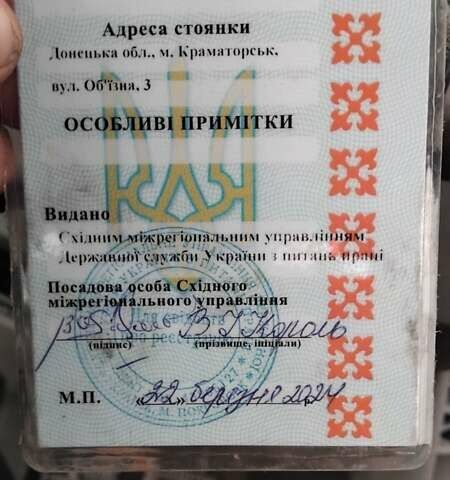 Адреса стоянки
Донецька обл., м. Краматорськ,
вул. Об'їзна, 3
ОСОБЛИВІ ПРИМІТКИ
Видано
Східним міжрегіональним управлінням
Державної служби України з питань праці
Посадова особа Східного
міжрегіонального управління
В І Король
(підпис) (прізвище, ініціали)
М.П. «22» березня 2024